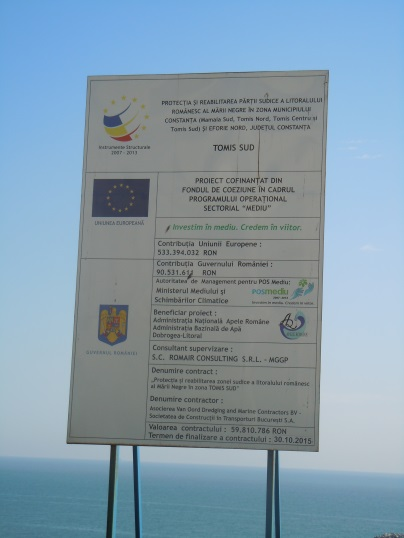 PROTECȚIA ȘI REABILITAREA PĂRȚII SUDICE A LITORALULUI
ROMÂNESC AL MĂRII NEGRE ÎN ZONA MUNICIPIULUI
CONSTANȚA (Mamaia Sud, Tomis Nord, Tomis Centru și
Tomis Sud) ȘI EFORIE NORD, JUDEȚUL CONSTANȚA
Instrumente Structurale
2007 - 2013
TOMIS SUD
PROIECT COFINANȚAT DIN
FONDUL DE COEZIUNE ÎN CADRUL
PROGRAMULUI OPERAȚIONAL
SECTORIAL "MEDIU"
UNIUNEA EUROPEANĂ
Investim în mediu. Credem în viitor.
Contribuția Uniunii Europene :
533.394.032 RON
Contribuția Guvernului României :
90.531.611 RON
Autoritatea de Management pentru POS Mediu:
Ministerul Mediului și
Schimbărilor Climatice
posmediu
2007-2013
Beneficiar proiect :
Administrația Națională Apele Române
Administrația Bazinală de Apă
Dobrogea-Litoral
GUVERNUL ROMÂNIEI
Consultant supervizare :
S.C. ROMAIR CONSULTING S.R.L. - MGGP
Denumire contract :
„Protecția și reabilitarea zonei sudice a litoralului românesc
al Mării Negre în zona TOMIS SUD"
Denumire contractor :
Asocierea Van Oord Dredging and Marine Contractors BV -
Societatea de Construcții în Transporturi București S.A.
Valoarea contractului : 59.810.786 RON
Termen de finalizare a contractului : 30.10.2015